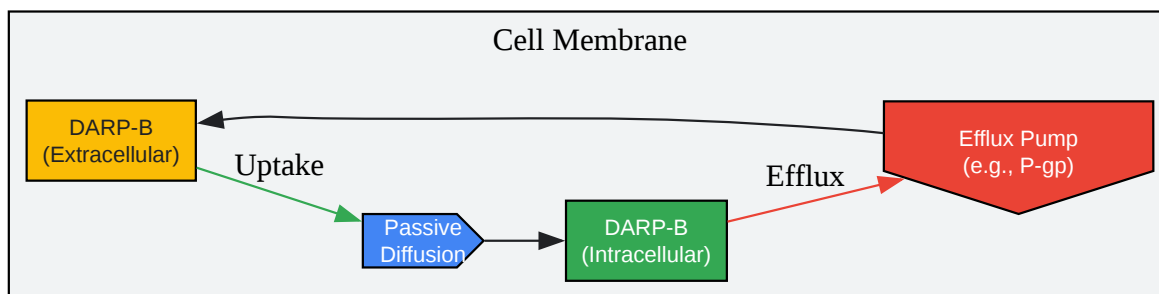 Cell Membrane
DARP-B
(Extracellular)
Uptake
Passive
Diffusion
DARP-B
(Intracellular)
Efflux
Efflux Pump
(e.g., P-gp)